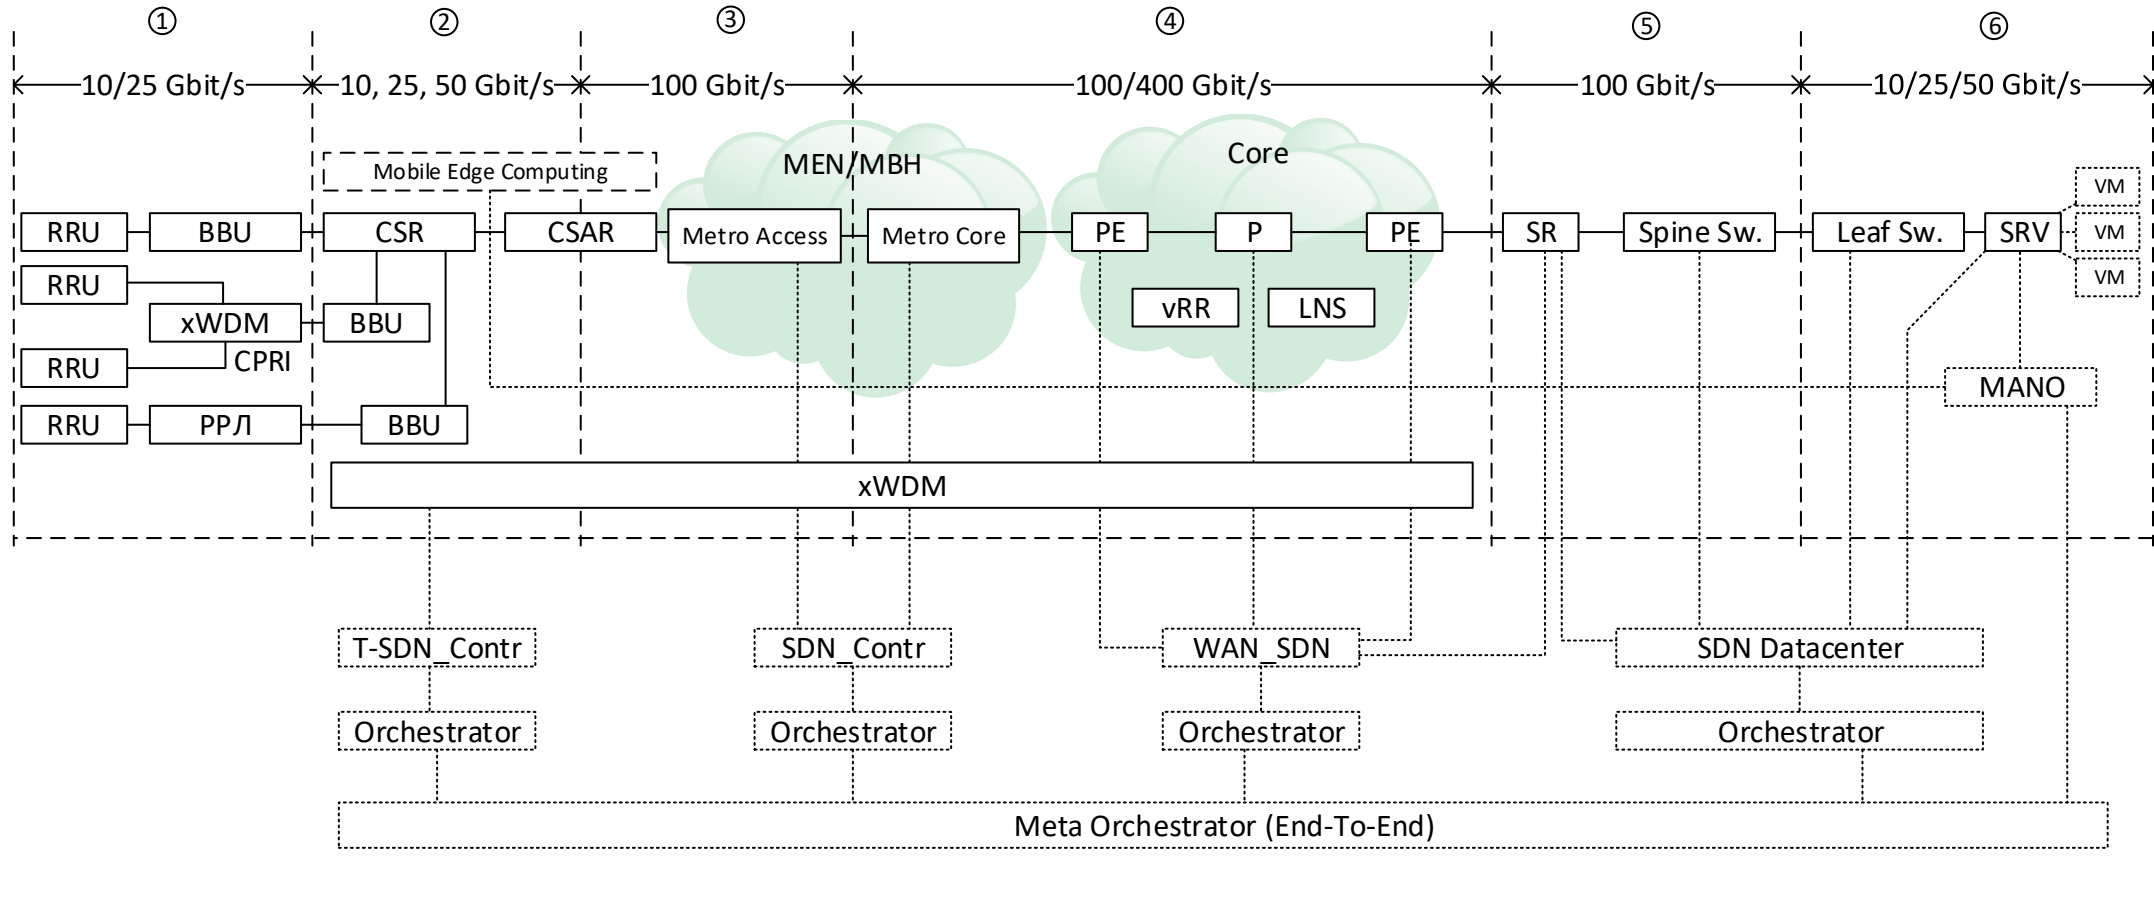 ① ② ③ ④ ⑤ ⑥
10/25 Gbit/s 10, 25, 50 Gbit/s 100 Gbit/s 100/400 Gbit/s 100 Gbit/s 10/25/50 Gbit/s
MEN/MBH Core
Mobile Edge Computing
VM
RRU BBU CSR CSAR Metro Access Metro Core PE P PE SR Spine Sw. Leaf Sw. SRV VM
RRU VM
xWDM BBU vRR LNS
RRU CPRI
MANO
RRU РРЛ BBU
xWDM
T-SDN_Contr SDN_Contr WAN_SDN SDN Datacenter
Orchestrator Orchestrator Orchestrator Orchestrator
Meta Orchestrator (End-To-End)